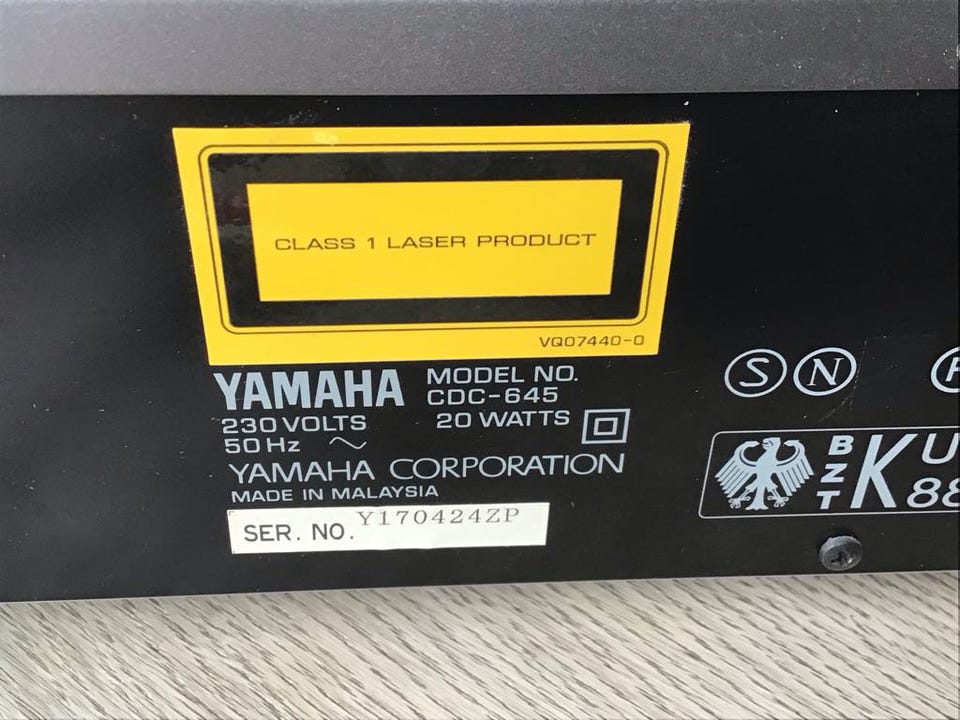 CLASS 1 LASER PRODUCT
VQ07440-0
YAMAHA
MODEL NO.
CDC-645
230 VOLTS
20 WATTS
50 Hz ~
YAMAHA CORPORATION
MADE IN MALAYSIA
SER. NO. Y170424ZP
S N
BZT
K U
88